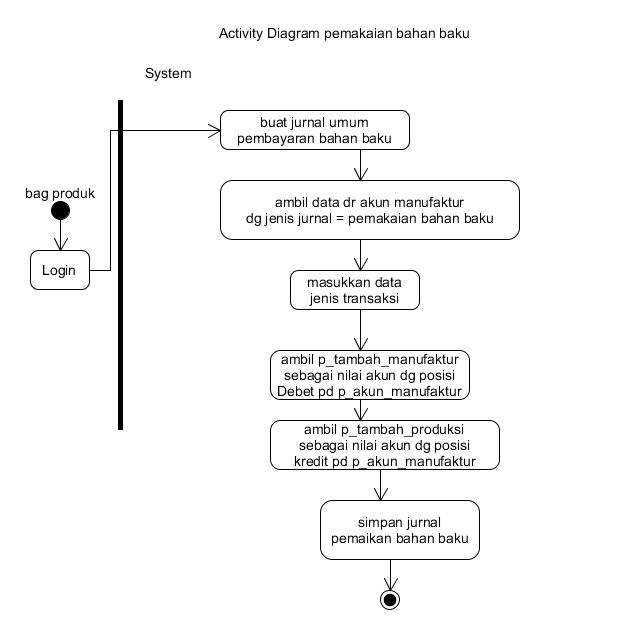 Activity Diagram pemakaian bahan baku
System
buat jurnal umum
pembayaran bahan baku
bag produk
ambil data dr akun manufaktur
dg jenis jurnal = pemakaian bahan baku
Login
masukkan data
jenis transaksi
ambil p_tambah_manufaktur
sebagai nilai akun dg posisi
Debet pd p_akun_manufaktur
ambil p_tambah_produksi
sebagai nilai akun dg posisi
kredit pd p_akun_manufaktur
simpan jurnal
pemaikan bahan baku